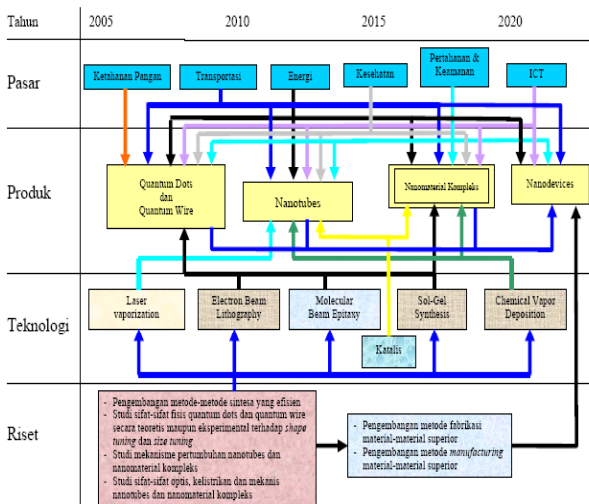 Tahun 2005 2010 2015 2020
Pasar
Ketahanan Pangan
Transportasi
Energi
Kesehatan
Pertahanan &
Keamanan
ICT
Produk
Quantum Dots
dan
Quantum Wire
Nanotubes
Nanomaterial Kompleks
Nanodevices
Teknologi
Laser
vaporization
Electron Beam
Lithography
Molecular
Beam Epitaxy
Sol-Gel
Synthesis
Chemical Vapor
Deposition
Katalis
Riset
- Pengembangan metode-metode sintesa yang efisien
- Studi sifat-sifat fisis quantum dots dan quantum wire
secara teoretis maupun eksperimental terhadap shape
tuning dan size tuning
- Studi mekanisme pertumbuhan nanotubes dan
nanomaterial kompleks
- Studi sifat-sifat optis, kelistrikan dan mekanis
nanotubes dan nanomaterial kompleks
- Pengembangan metode fabrikasi
material-material superior
- Pengembangan metode manufacturing
material-material superior